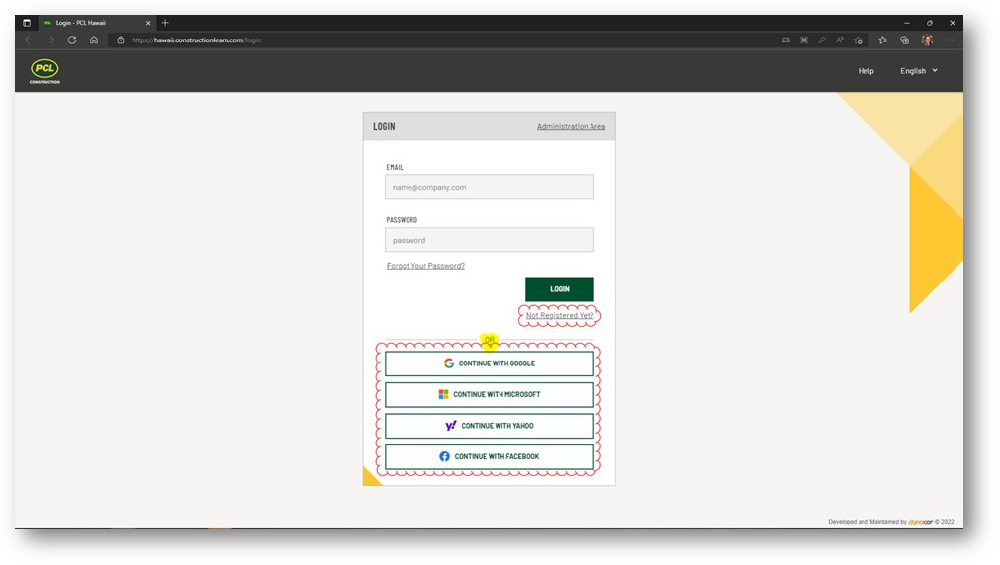 PCL Login - PCL Hawaii
https://hawaii.constructionlearn.com/login
PCL
CONSTRUCTION
Help English
LOGIN Administration Area
EMAIL
name@company.com
PASSWORD
password
Forgot Your Password?
LOGIN
Not Registered Yet?
OR
CONTINUE WITH GOOGLE
CONTINUE WITH MICROSOFT
CONTINUE WITH YAHOO
CONTINUE WITH FACEBOOK
Developed and Maintained by dynacor © 2022